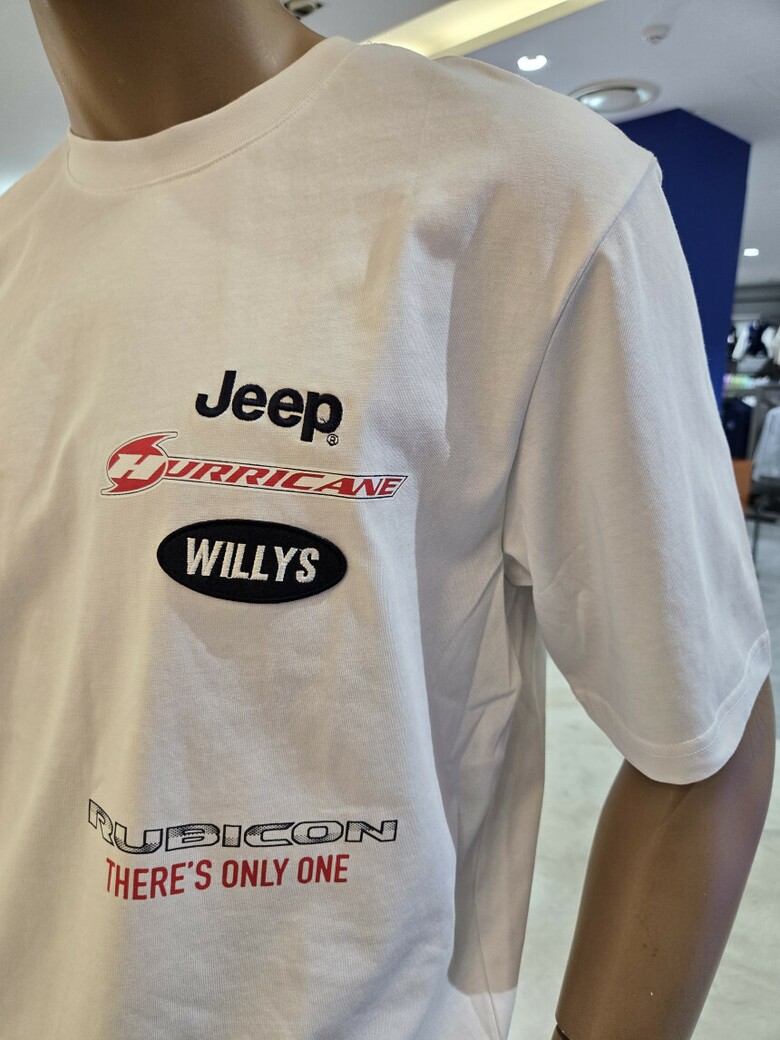 Jeep®
HURRICANE
WILLYS
RUBICON
THERE'S ONLY ONE